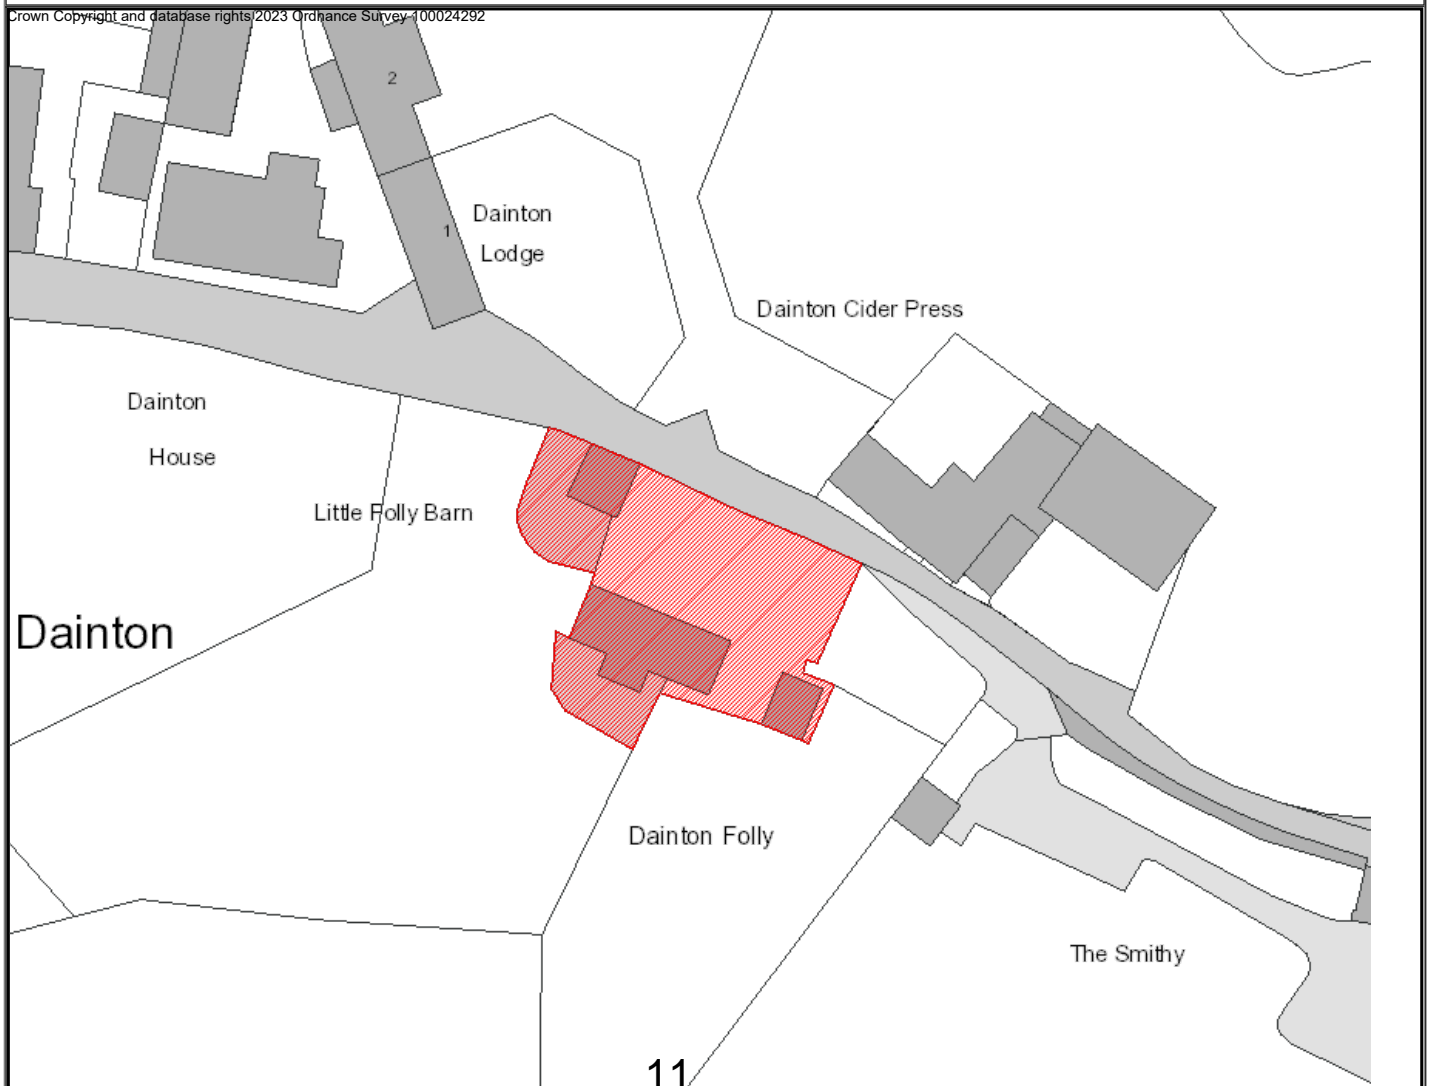 Crown Copyright and database rights 2023 Ordnance Survey 100024292
2
1
Dainton
Lodge
Dainton Cider Press
Dainton
House
Little Folly Barn
Dainton
Dainton Folly
The Smithy
11